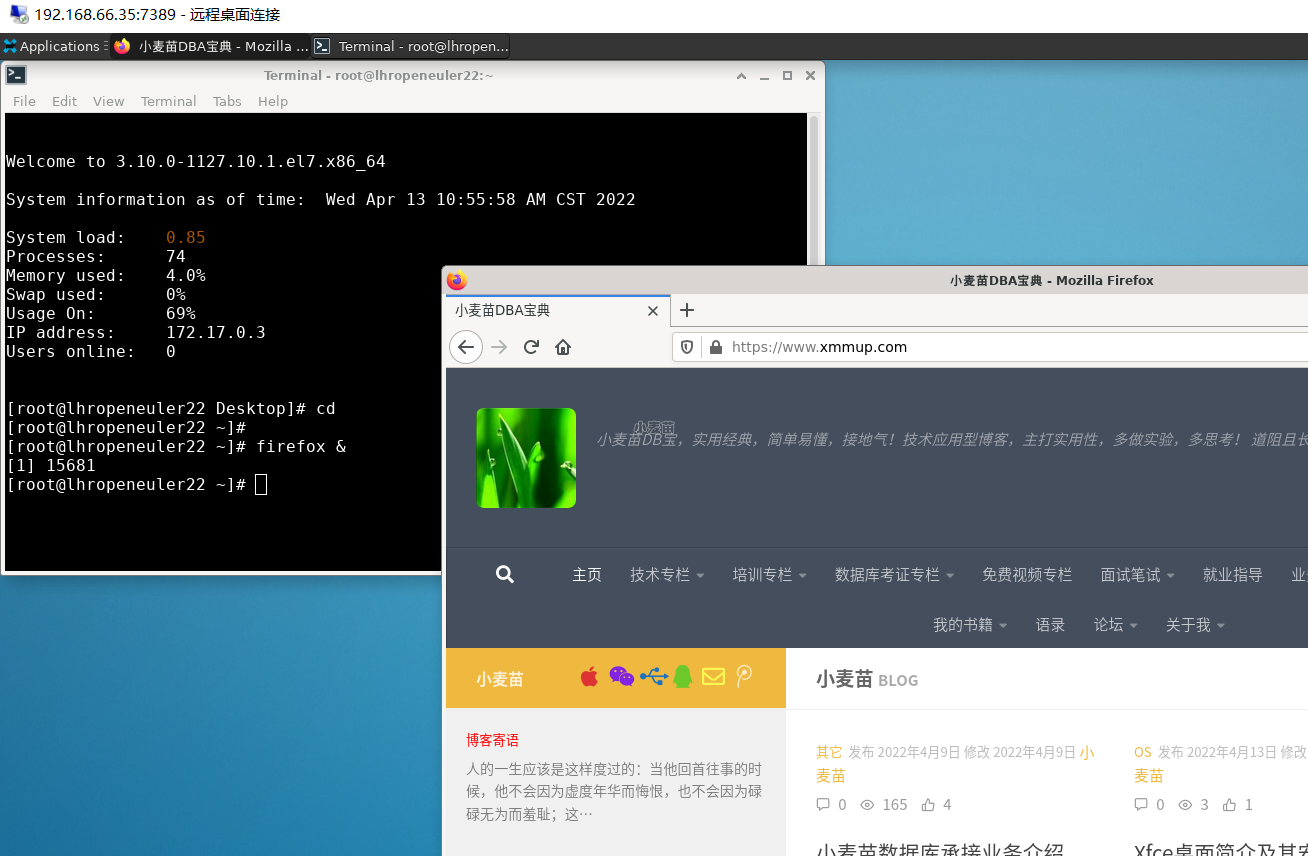 192.168.66.35:7389 - 远程桌面连接
Applications 小麦苗DBA宝典 - Mozilla ... Terminal - root@lhropen...
Terminal - root@lhropeneuler22:~
File Edit View Terminal Tabs Help
Welcome to 3.10.0-1127.10.1.el7.x86_64
System information as of time:  Wed Apr 13 10:55:58 AM CST 2022
System load:    0.85
Processes:      74
Memory used:    4.0%
Swap used:      0%
Usage On:       69%
IP address:     172.17.0.3
Users online:   0
[root@lhropeneuler22 Desktop]# cd
[root@lhropeneuler22 ~]#
[root@lhropeneuler22 ~]# firefox &
[1] 15681
[root@lhropeneuler22 ~]#
小麦苗DBA宝典 - Mozilla Firefox
小麦苗DBA宝典
https://www.xmmup.com
小麦苗
小麦苗DB宝，实用经典，简单易懂，接地气！技术应用型博客，主打实用性，多做实验，多思考！ 道阻且长
主页 技术专栏 培训专栏 数据库考证专栏 免费视频专栏 面试笔试 就业指导 业
我的书籍 语录 论坛 关于我
小麦苗
小麦苗 BLOG
博客寄语
人的一生应该是这样度过的：当他回首往事的时
候，他不会因为虚度年华而悔恨，也不会因为碌
碌无为而羞耻；这…
其它 发布 2022年4月9日 修改 2022年4月9日 小
麦苗
0 165 4
小麦苗数据库承接业务介绍
OS 发布 2022年4月13日 修改
麦苗
0 3 1
Xfce桌面简介及其安